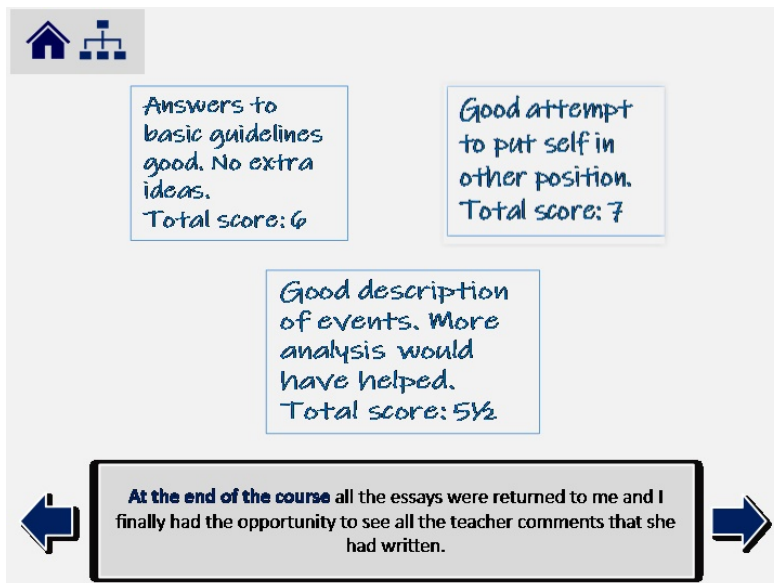 Answers to
basic guidelines
good. No extra
ideas.
Total score: 6
Good attempt
to put self in
other position.
Total score: 7
Good description
of events. More
analysis would
have helped.
Total score: 5½
At the end of the course all the essays were returned to me and I
finally had the opportunity to see all the teacher comments that she
had written.